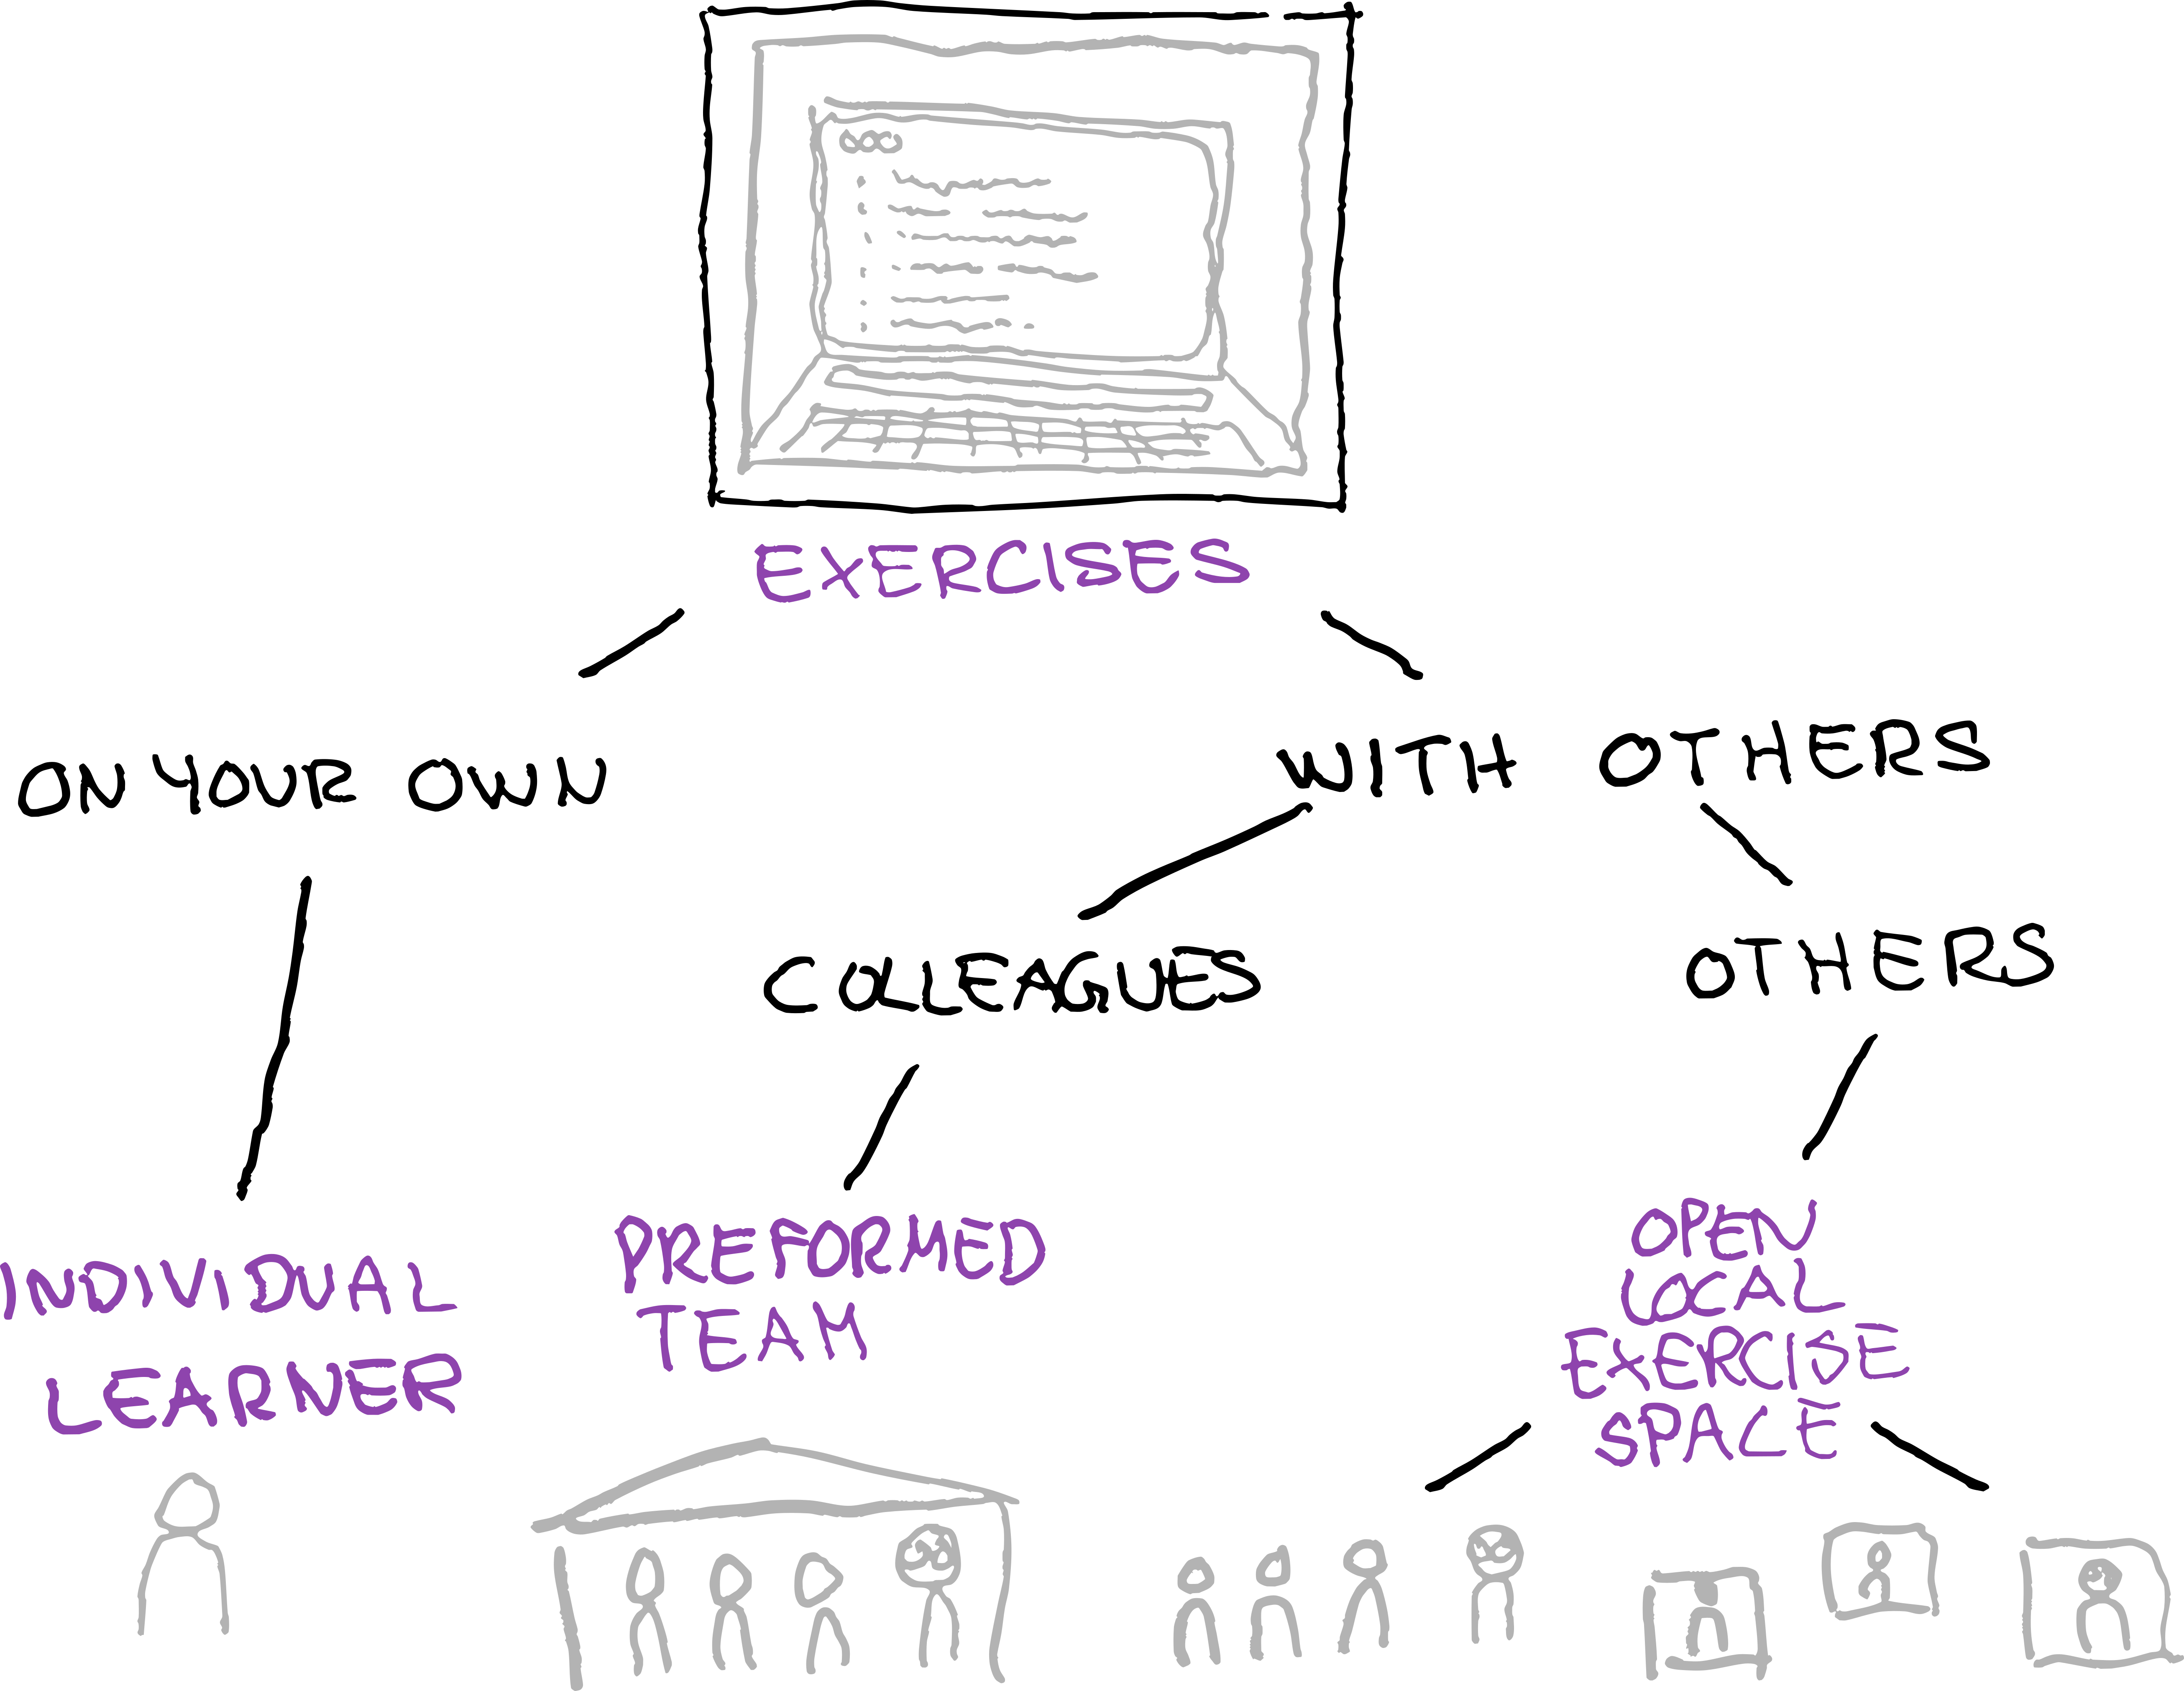 EXERCISES
ON YOUR OWN
WITH OTHERS
COLLEAGUES
OTHERS
INDIVIDUAL
LEARNER
PREFORMED
TEAM
OPEN
LOCAL
EXERCISE
SPACE